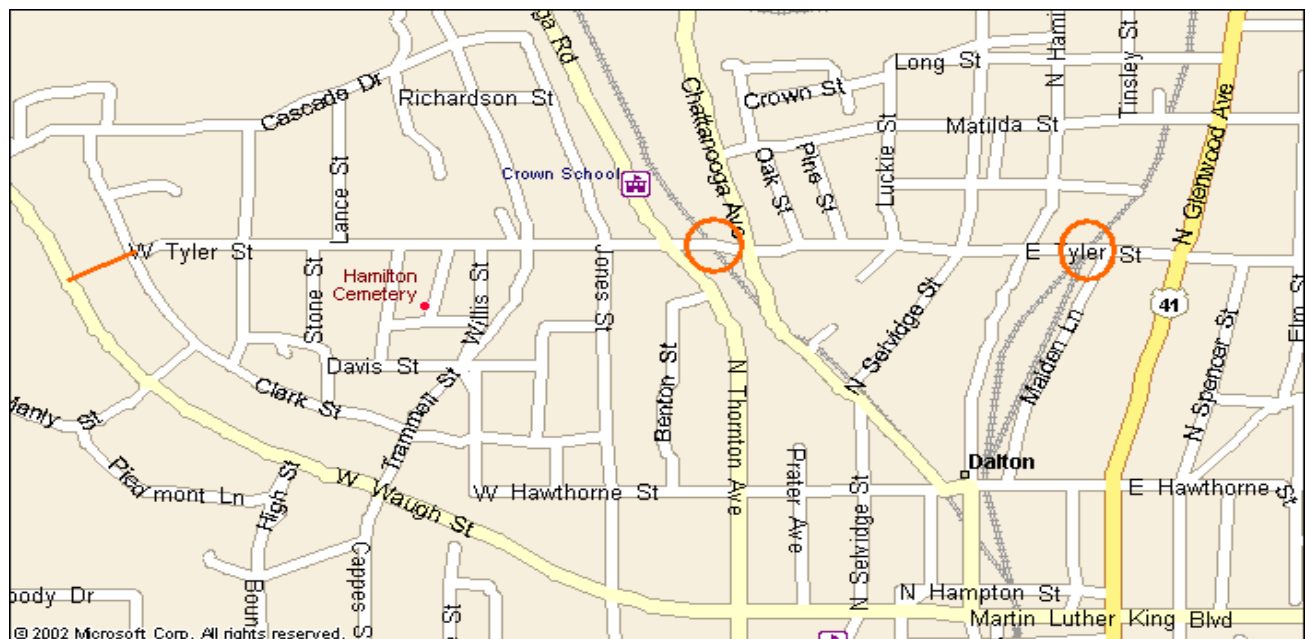 aga Rd
N Hami
Tinsley St
Long St
Cascade Dr
Richardson St
Crown St
Chattanooga Ave
Matilda St
N Glenwood Ave
Lance St
Crown School
Oak St
Pine St
Luckie St
W Tyler St
E Tyler St
Stone St
Hamilton
Cemetery
Willis St
Jones St
N Selvidge St
Maiden Ln
41
N Spencer St
Elm St
Davis St
Clark St
Trammell St
Benton St
N Thornton Ave
Manly St
Piedmont Ln
High St
W Waugh St
W Hawthorne St
Prater Ave
N Selvidge St
Dalton
E Hawthorne St
Cappes S
Boun
St
oody Dr
N Hampton St
Martin Luther King Blvd
© 2002 Microsoft Corp. All rights reserved.